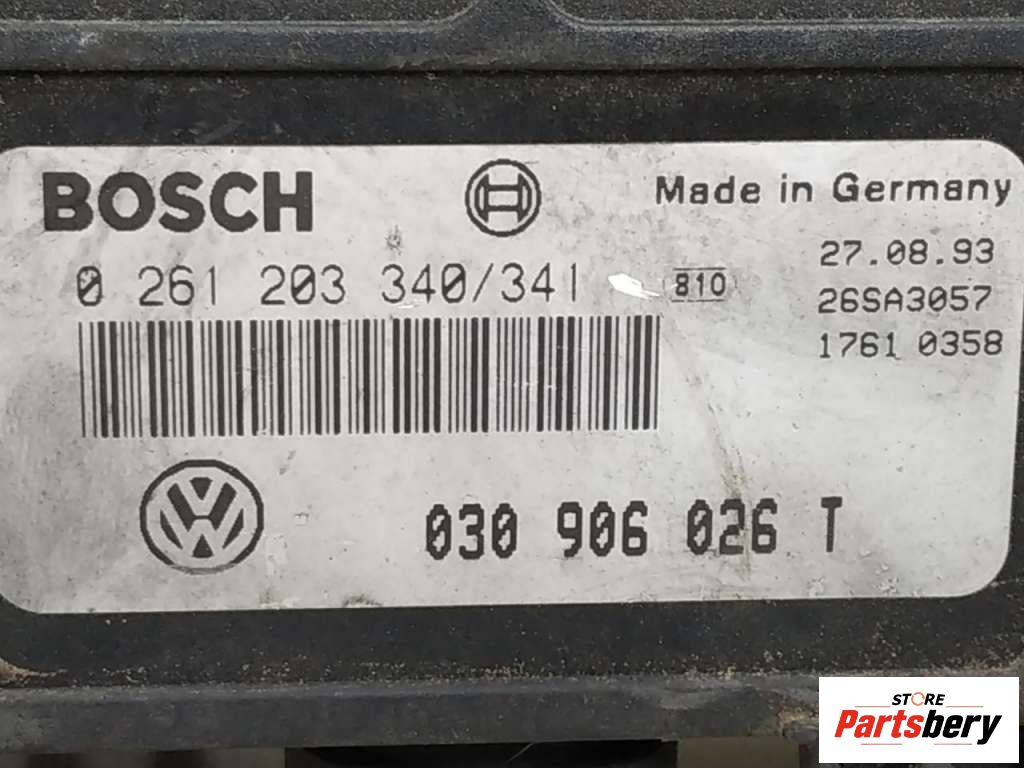 BOSCH
Made in Germany
27.08.93
0 261 203 340/341
810
26SA3057
1761 0358
030 906 026 T
STORE
Partsbery